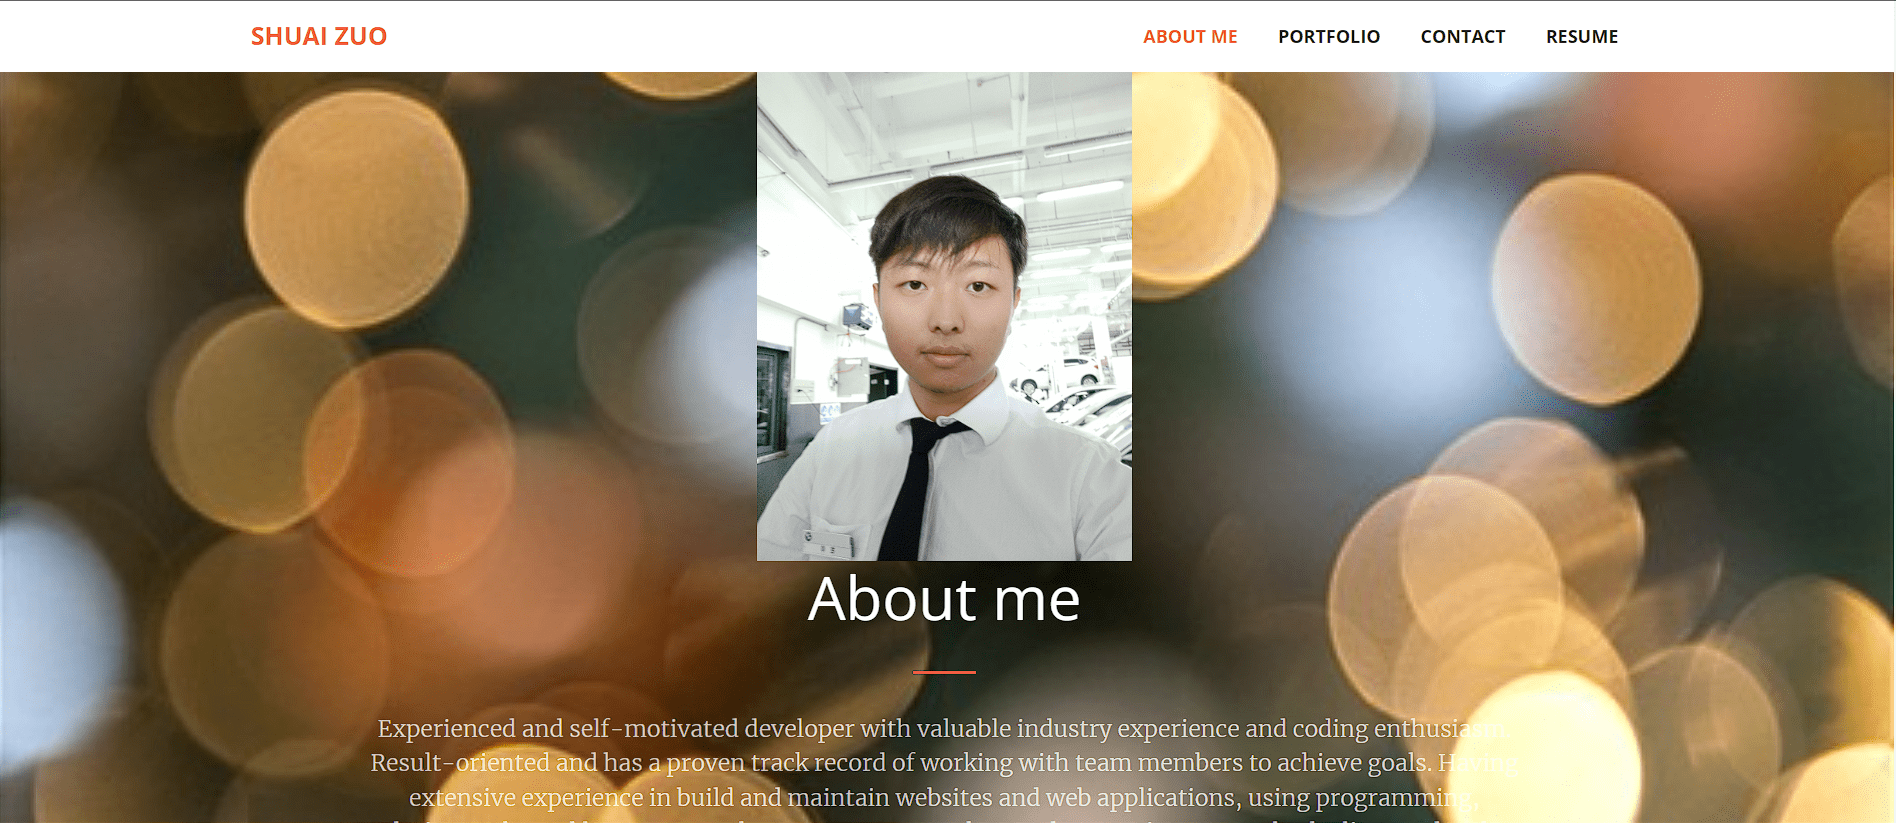 SHUAI ZUO
ABOUT ME PORTFOLIO CONTACT RESUME
About me
Experienced and self-motivated developer with valuable industry experience and coding enthusiasm.
Result-oriented and has a proven track record of working with team members to achieve goals. Having
extensive experience in build and maintain websites and web applications, using programming,